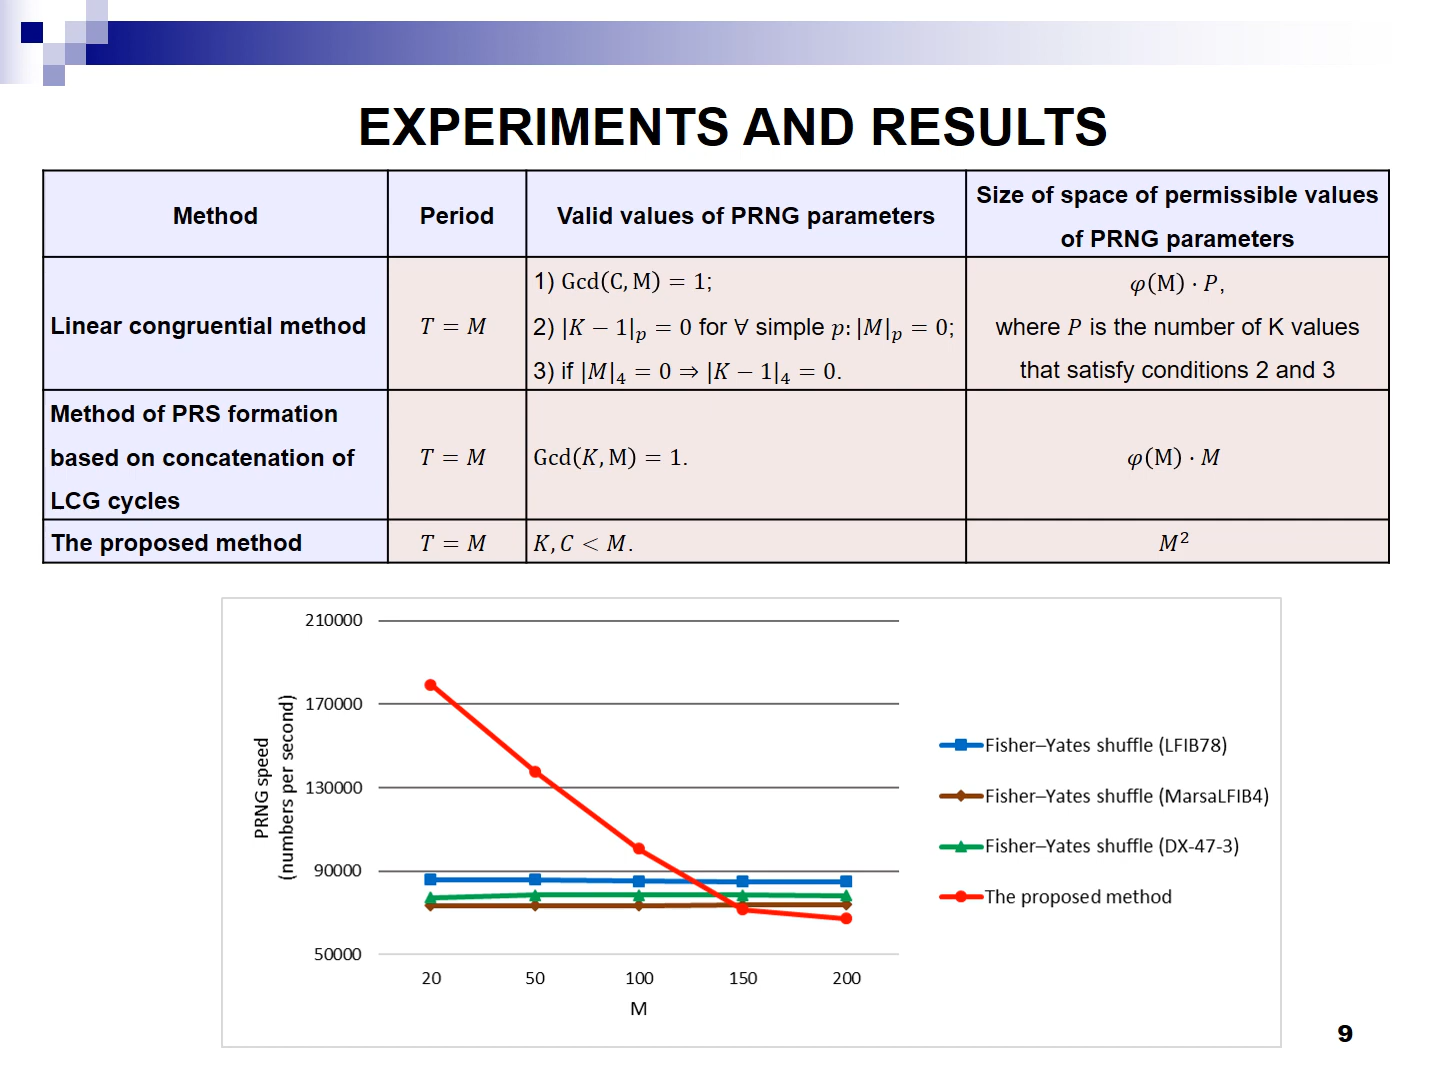 EXPERIMENTS AND RESULTS
Method
Period
Valid values of PRNG parameters
Size of space of permissible values
of PRNG parameters
Linear congruential method
T = M
1) Gcd(C, M) = 1;
2) |K − 1|ₚ = 0 for ∀ simple p: |M|ₚ = 0;
3) if |M|₄ = 0 ⇒ |K − 1|₄ = 0.
φ(M) · P,
where P is the number of K values
that satisfy conditions 2 and 3
Method of PRS formation
based on concatenation of
LCG cycles
T = M
Gcd(K, M) = 1.
φ(M) · M
The proposed method
T = M
K, C < M.
M²
210000
170000
130000
90000
50000
PRNG speed
(numbers per second)
20 50 100 150 200
M
Fisher–Yates shuffle (LFIB78)
Fisher–Yates shuffle (MarsaLFIB4)
Fisher–Yates shuffle (DX-47-3)
The proposed method
9